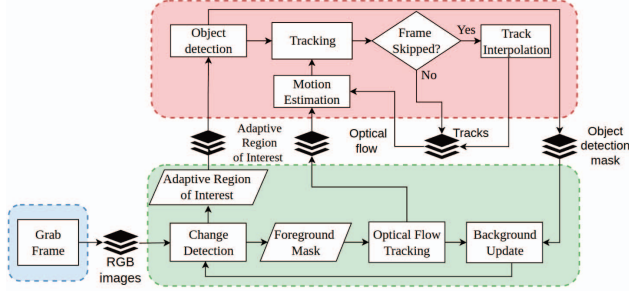 Object
detection
Tracking
Frame
Skipped?
Yes
Track
Interpolation
No
Motion
Estimation
Adaptive
Region
of Interest
Optical
flow
Tracks
Object
detection
mask
Adaptive Region
of Interest
Grab
Frame
RGB
images
Change
Detection
Foreground
Mask
Optical Flow
Tracking
Background
Update